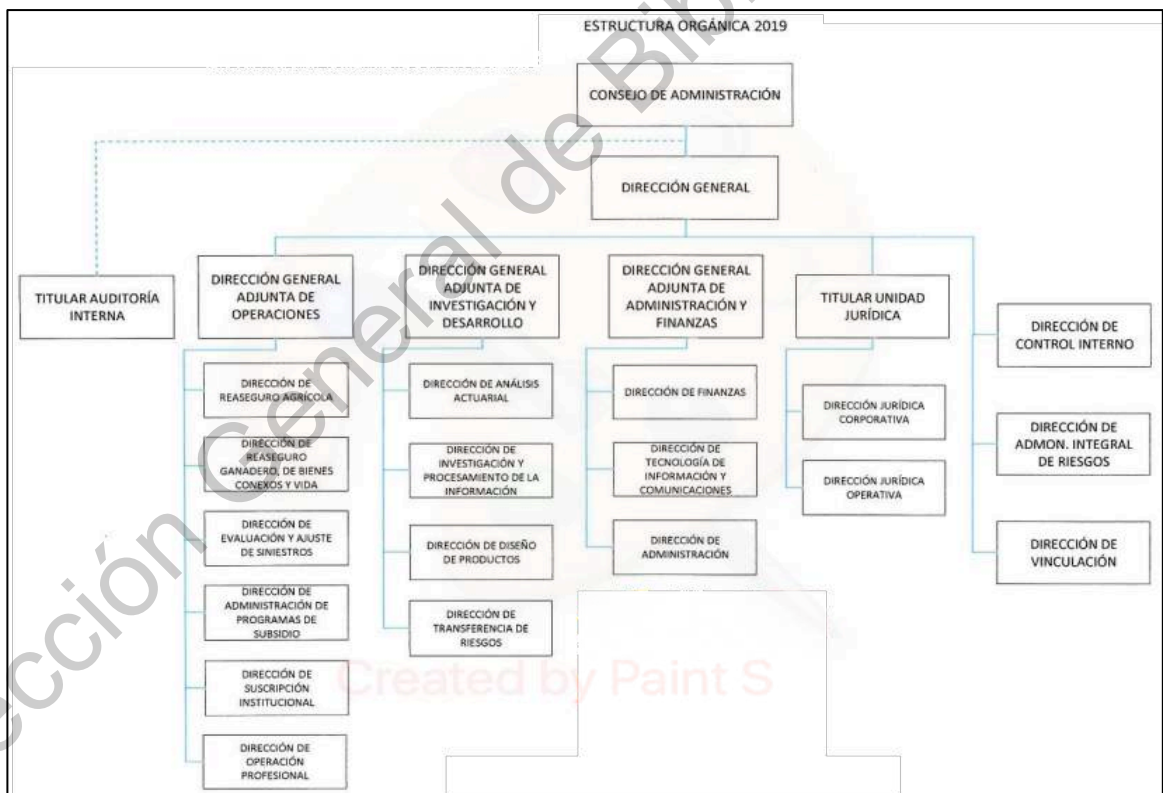 ESTRUCTURA ORGÁNICA 2019
CONSEJO DE ADMINISTRACIÓN
DIRECCIÓN GENERAL
TITULAR AUDITORÍA
INTERNA
DIRECCIÓN GENERAL
ADJUNTA DE
OPERACIONES
DIRECCIÓN DE
REASEGURO AGRÍCOLA
DIRECCIÓN DE
REASEGURO
GANADERO, DE BIENES
CONEXOS Y VIDA
DIRECCIÓN DE
EVALUACIÓN Y AJUSTE
DE SINIESTROS
DIRECCIÓN DE
ADMINISTRACIÓN DE
PROGRAMAS DE
SUBSIDIO
DIRECCIÓN DE
SUSCRIPCIÓN
INSTITUCIONAL
DIRECCIÓN DE
OPERACIÓN
PROFESIONAL
DIRECCIÓN GENERAL
ADJUNTA DE
INVESTIGACIÓN Y
DESARROLLO
DIRECCIÓN DE ANÁLISIS
ACTUARIAL
DIRECCIÓN DE
INVESTIGACIÓN Y
PROCESAMIENTO DE LA
INFORMACIÓN
DIRECCIÓN DE DISEÑO
DE PRODUCTOS
DIRECCIÓN DE
TRANSFERENCIA DE
RIESGOS
DIRECCIÓN GENERAL
ADJUNTA DE
ADMINISTRACIÓN Y
FINANZAS
DIRECCIÓN DE FINANZAS
DIRECCIÓN DE
TECNOLOGÍA DE
INFORMACIÓN Y
COMUNICACIONES
DIRECCIÓN DE
ADMINISTRACIÓN
TITULAR UNIDAD
JURÍDICA
DIRECCIÓN JURÍDICA
CORPORATIVA
DIRECCIÓN JURÍDICA
OPERATIVA
DIRECCIÓN DE
CONTROL INTERNO
DIRECCIÓN DE
ADMON. INTEGRAL
DE RIESGOS
DIRECCIÓN DE
VINCULACIÓN
Created by Paint S
ección General de Bib